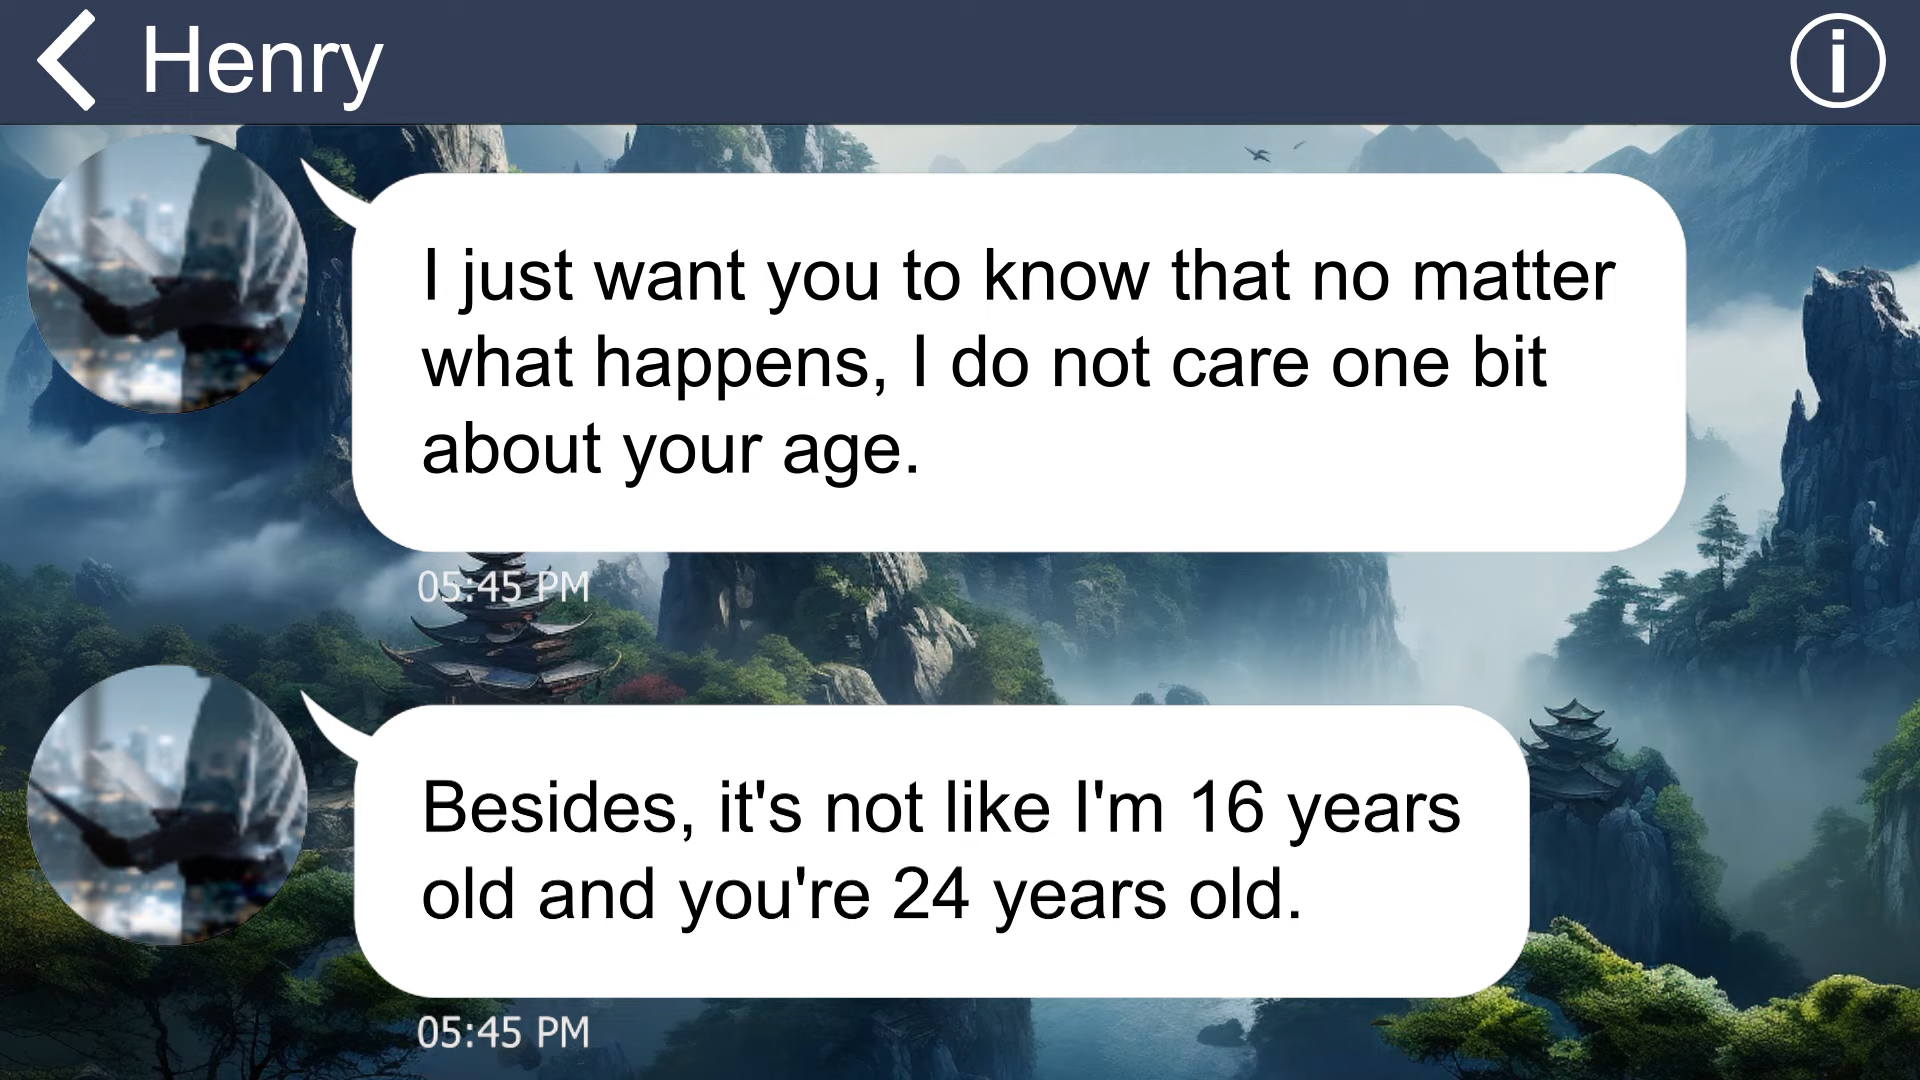 Henry
I just want you to know that no matter
what happens, I do not care one bit
about your age.
05:45 PM
Besides, it's not like I'm 16 years
old and you're 24 years old.
05:45 PM